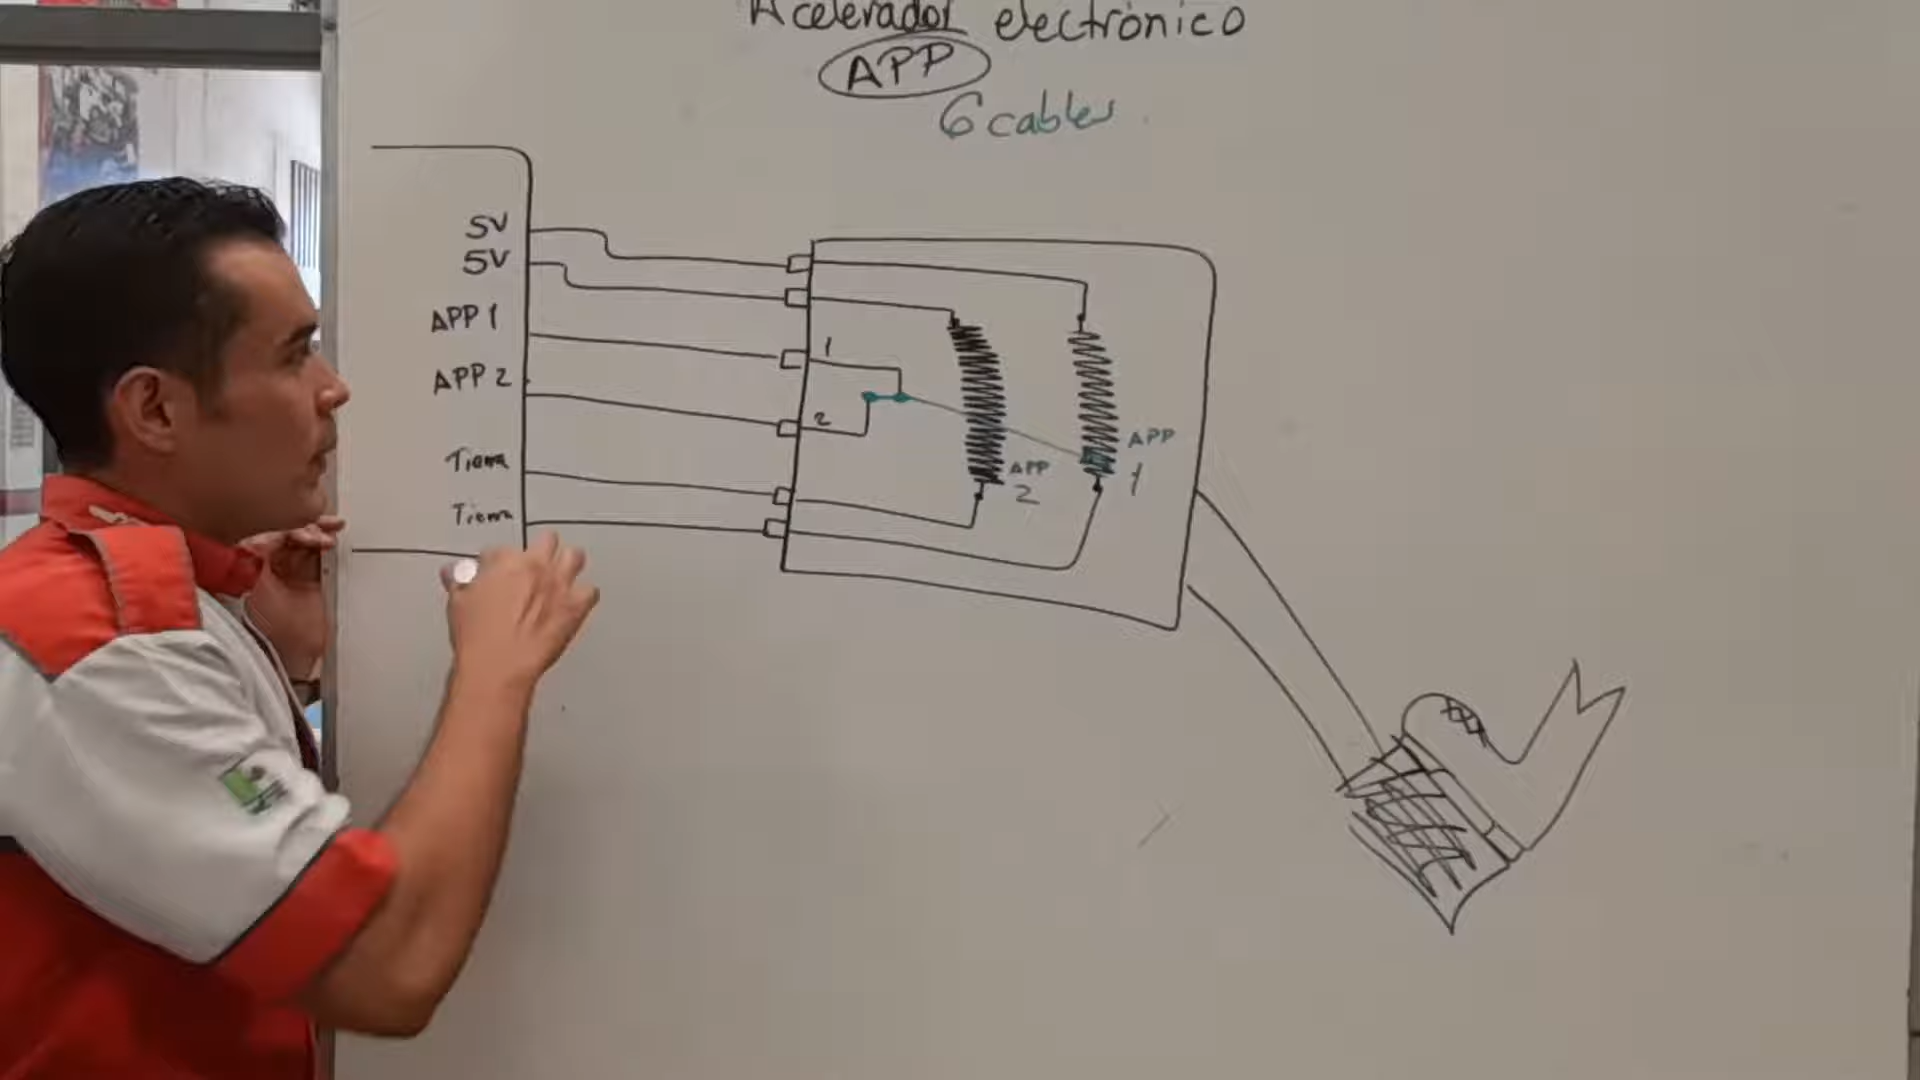 Acelerador electrónico
APP
6 cables
5V
5V
APP 1
APP 2
Tierra
Tierra
1
2
APP
2
APP
1